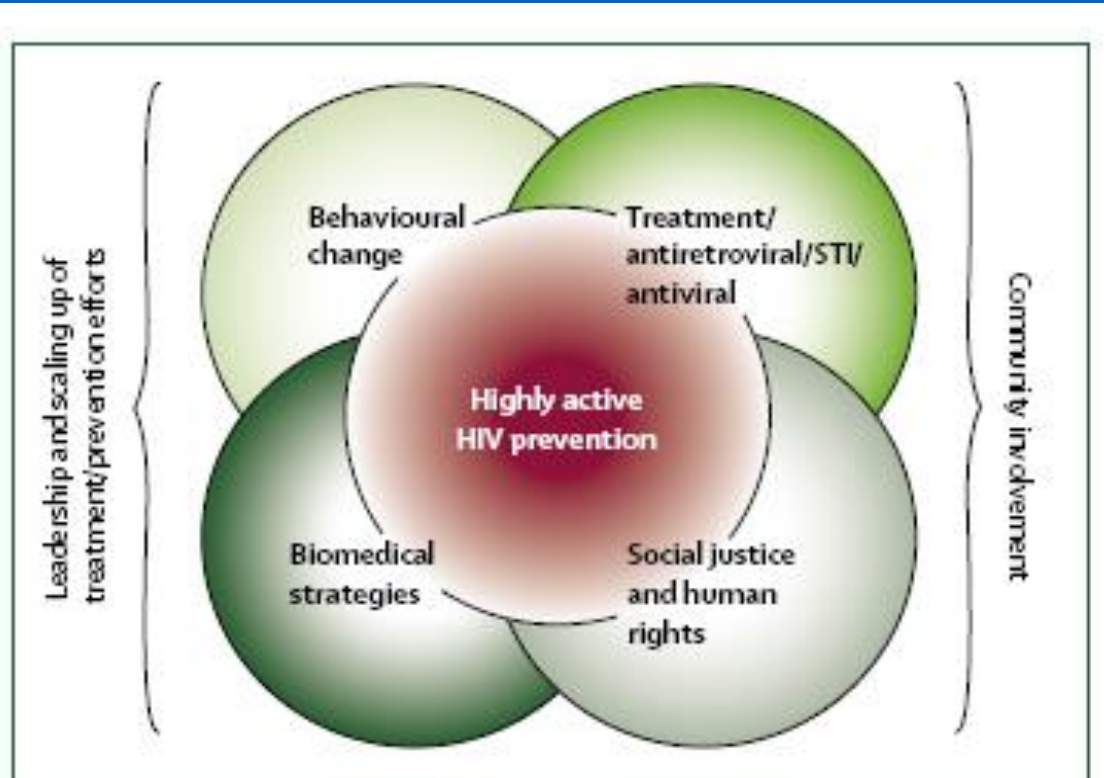 Leadership and scaling up of
treatment/prevention efforts
Behavioural
change
Treatment/
antiretroviral/STI/
antiviral
Highly active
HIV prevention
Biomedical
strategies
Social justice
and human
rights
Community involvement